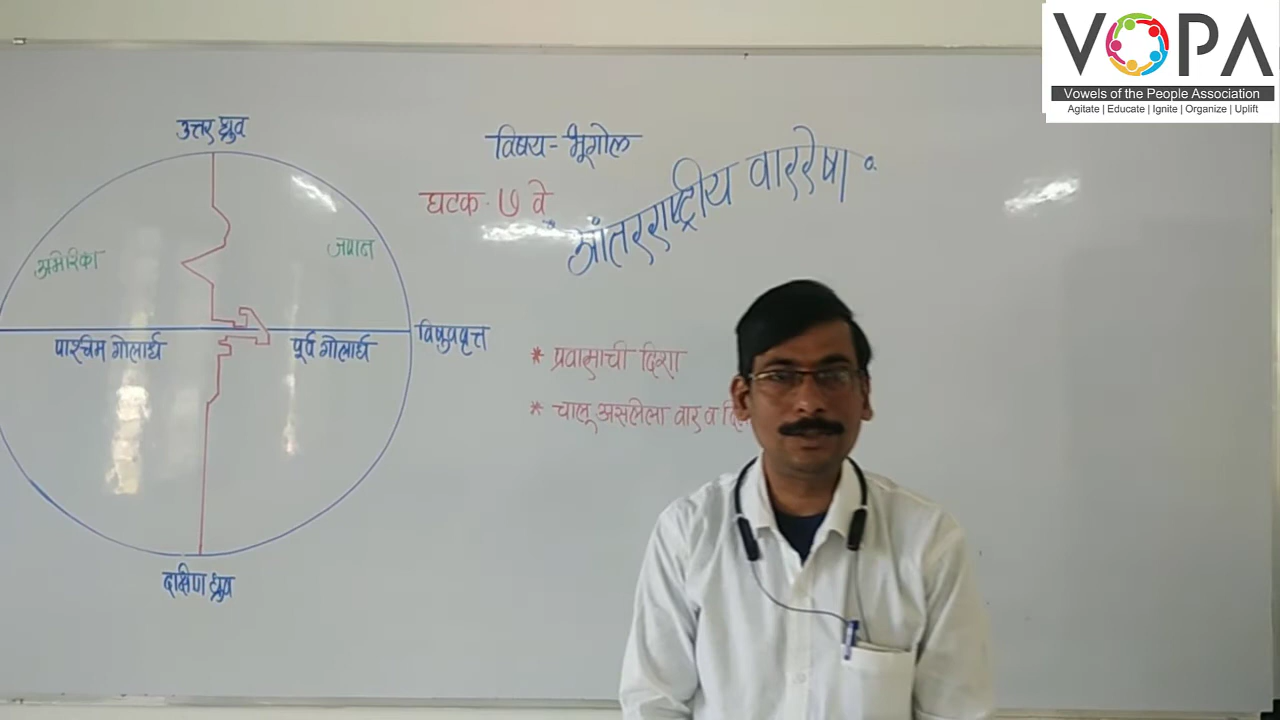 VOPA
Vowels of the People Association
Agitate | Educate | Ignite | Organize | Uplift
उत्तर ध्रुव
विषय - भूगोल
घटक - ७ वे
आंतरराष्ट्रीय वाररेषा
अमेरिका
जपान
विषुववृत्त
पश्चिम गोलार्ध
पूर्व गोलार्ध
* प्रवासाची दिशा
* चालू असलेला वार व
दक्षिण ध्रुव